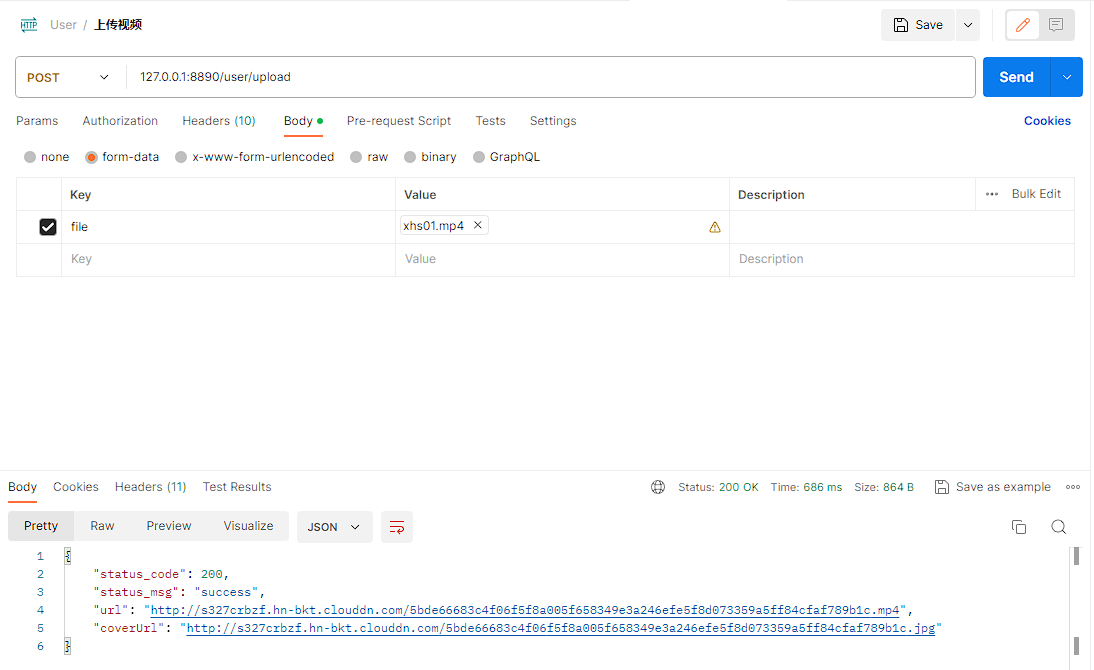 HTTP User / 上传视频 Save
POST 127.0.0.1:8890/user/upload Send
Params Authorization Headers (10) Body Pre-request Script Tests Settings Cookies
none form-data x-www-form-urlencoded raw binary GraphQL
Key Value Description Bulk Edit
file xhs01.mp4
Key Value Description
Body Cookies Headers (11) Test Results Status: 200 OK Time: 686 ms Size: 864 B Save as example
Pretty Raw Preview Visualize JSON
1 {
2 "status_code": 200,
3 "status_msg": "success",
4 "url": "http://s327crbzf.hn-bkt.clouddn.com/5bde66683c4f06f5f8a005f658349e3a246efe5f8d073359a5ff84cfaf789b1c.mp4",
5 "coverUrl": "http://s327crbzf.hn-bkt.clouddn.com/5bde66683c4f06f5f8a005f658349e3a246efe5f8d073359a5ff84cfaf789b1c.jpg"
6 }